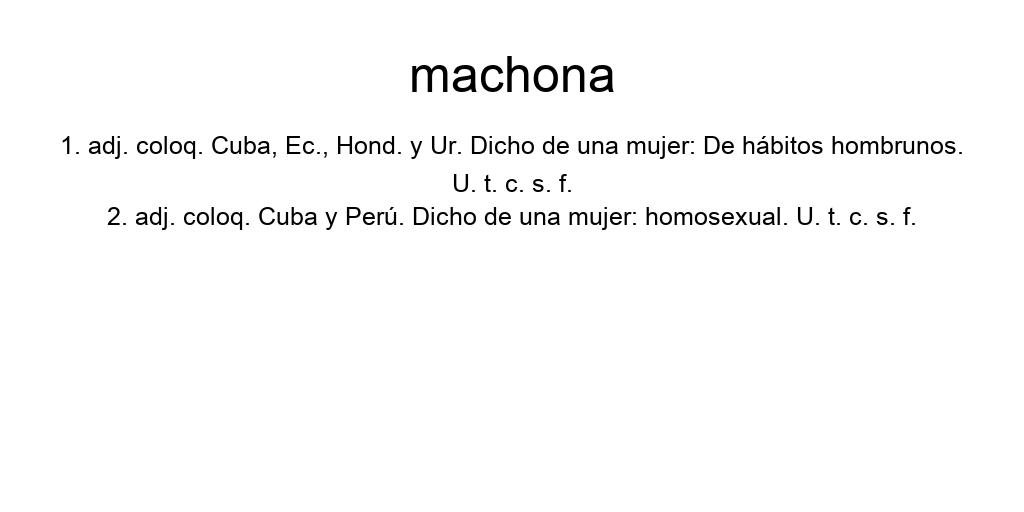 machona
1. adj. coloq. Cuba, Ec., Hond. y Ur. Dicho de una mujer: De hábitos hombrunos.
U. t. c. s. f.
2. adj. coloq. Cuba y Perú. Dicho de una mujer: homosexual. U. t. c. s. f.